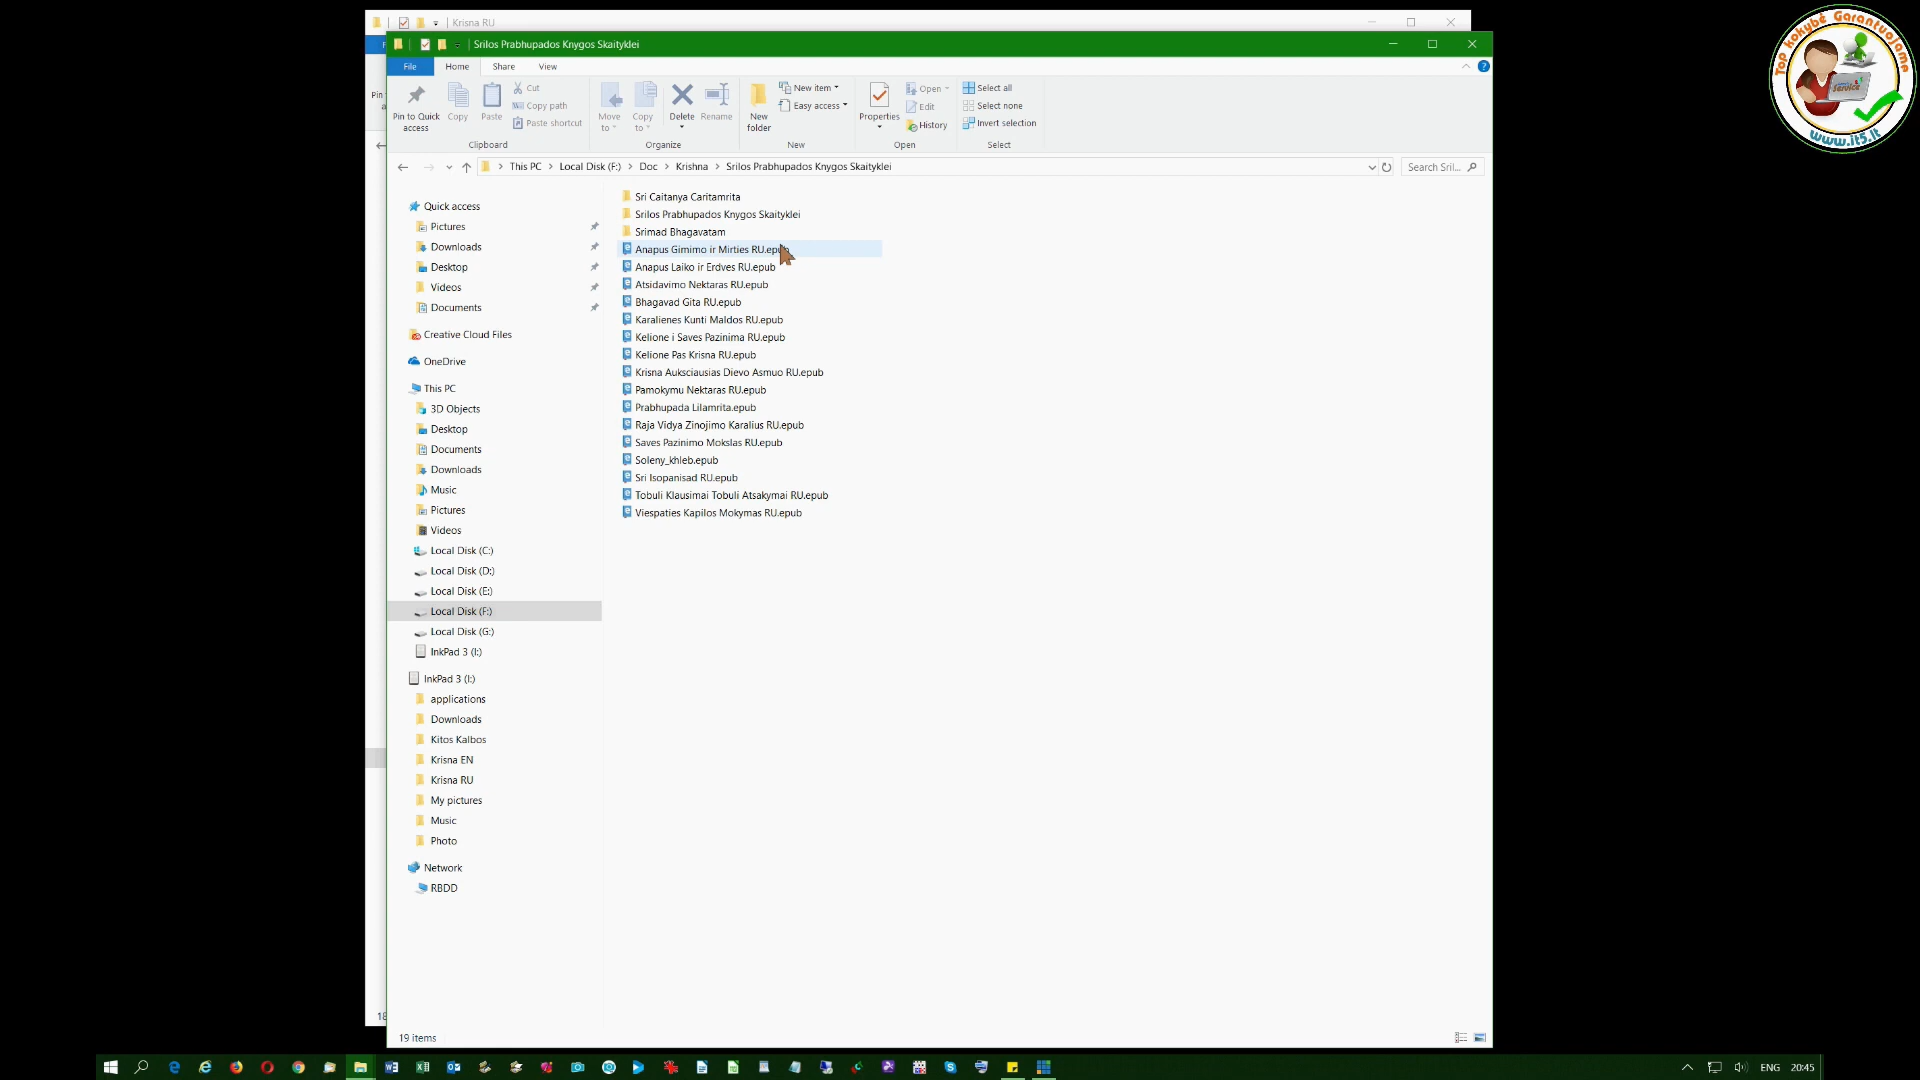 Krisna RU
Srilos Prabhupados Knygos Skaityklei
File Home Share View
Pin to Quick access
Copy
Paste
Cut
Copy path
Paste shortcut
Clipboard
Move to
Copy to
Delete
Rename
Organize
New folder
New item
Easy access
New
Properties
Open
Edit
History
Open
Select all
Select none
Invert selection
Select
This PC > Local Disk (F:) > Doc > Krishna > Srilos Prabhupados Knygos Skaityklei
Search Sril...
Quick access
Pictures
Downloads
Desktop
Videos
Documents
Creative Cloud Files
OneDrive
This PC
3D Objects
Desktop
Documents
Downloads
Music
Pictures
Videos
Local Disk (C:)
Local Disk (D:)
Local Disk (E:)
Local Disk (F:)
Local Disk (G:)
InkPad 3 (I:)
InkPad 3 (I:)
applications
Downloads
Kitos Kalbos
Krisna EN
Krisna RU
My pictures
Music
Photo
Network
RBDD
Sri Caitanya Caritamrita
Srilos Prabhupados Knygos Skaityklei
Srimad Bhagavatam
Anapus Gimimo ir Mirties RU.epub
Anapus Laiko ir Erdves RU.epub
Atsidavimo Nektaras RU.epub
Bhagavad Gita RU.epub
Karalienes Kunti Maldos RU.epub
Kelione i Saves Pazinima RU.epub
Kelione Pas Krisna RU.epub
Krisna Auksciausias Dievo Asmuo RU.epub
Pamokymu Nektaras RU.epub
Prabhupada Lilamrita.epub
Raja Vidya Zinojimo Karalius RU.epub
Saves Pazinimo Mokslas RU.epub
Soleny_khleb.epub
Sri Isopanisad RU.epub
Tobuli Klausimai Tobuli Atsakymai RU.epub
Viespaties Kapilos Mokymas RU.epub
19 items
ENG 20:45
Top kokybė Garantuojama
Service
www.it5.lt